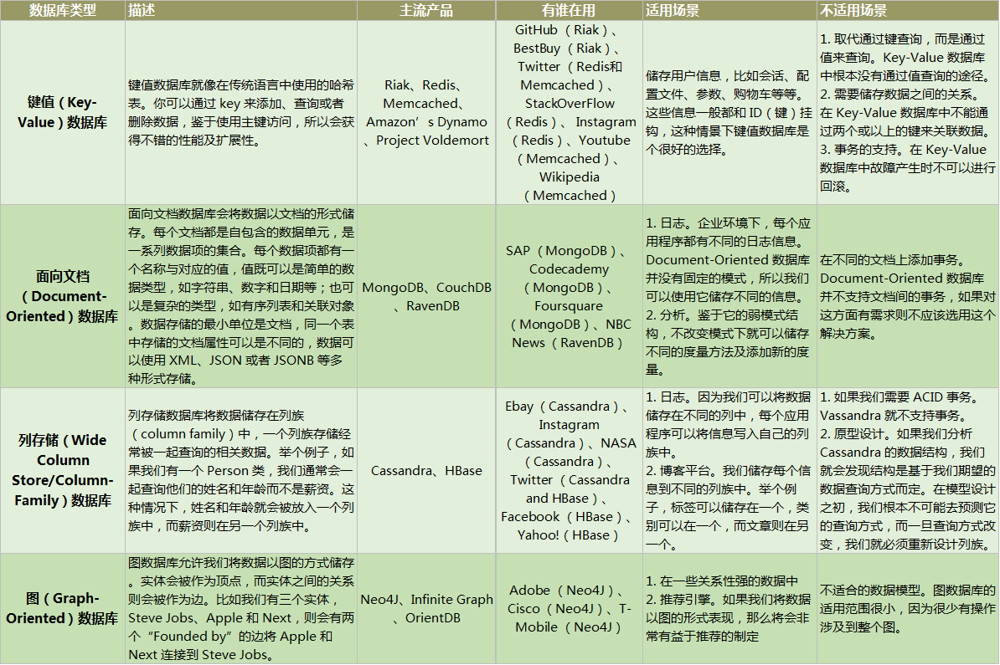 数据库类型
描述
主流产品
有谁在用
适用场景
不适用场景
键值（Key-
Value）数据库
键值数据库就像在传统语言中使用的哈希
表。你可以通过 key 来添加、查询或者
删除数据，鉴于使用主键访问，所以会获
得不错的性能及扩展性。
Riak、Redis、
Memcached、
Amazon’s Dynamo
、Project Voldemort
GitHub （Riak）、
BestBuy （Riak）、
Twitter （Redis和
Memcached）、
StackOverFlow
（Redis）、 Instagram
（Redis）、Youtube
（Memcached）、
Wikipedia
（Memcached）
储存用户信息，比如会话、配
置文件、参数、购物车等等。
这些信息一般都和 ID（键）挂
钩，这种情景下键值数据库是
个很好的选择。
1. 取代通过键查询，而是通过
值来查询。Key-Value 数据库
中根本没有通过值查询的途径。
2. 需要储存数据之间的关系。
在 Key-Value 数据库中不能通
过两个或以上的键来关联数据。
3. 事务的支持。在 Key-Value
数据库中故障产生时不可以进行
回滚。
面向文档
（Document-
Oriented）数据库
面向文档数据库会将数据以文档的形式储
存。每个文档都是自包含的数据单元，是
一系列数据项的集合。每个数据项都有一
个名称与对应的值，值既可以是简单的数
据类型，如字符串、数字和日期等；也可
以是复杂的类型，如有序列表和关联对象
。数据存储的最小单位是文档，同一个表
中存储的文档属性可以是不同的，数据可
以使用 XML、JSON 或者 JSONB 等多
种形式存储。
MongoDB、CouchDB
、RavenDB
SAP （MongoDB）、
Codecademy
（MongoDB）、
Foursquare
（MongoDB）、NBC
News （RavenDB）
1. 日志。企业环境下，每个应
用程序都有不同的日志信息。
Document-Oriented 数据库
并没有固定的模式，所以我们
可以使用它储存不同的信息。
2. 分析。鉴于它的弱模式结
构，不改变模式下就可以储存
不同的度量方法及添加新的度
量。
在不同的文档上添加事务。
Document-Oriented 数据库
并不支持文档间的事务，如果对
这方面有需求则不应该选用这个
解决方案。
列存储（Wide
Column
Store/Column-
Family）数据库
列存储数据库将数据储存在列族
（column family）中，一个列族存储经
常被一起查询的相关数据。举个例子，如
果我们有一个 Person 类，我们通常会一
起查询他们的姓名和年龄而不是薪资。这
种情况下，姓名和年龄就会被放入一个列
族中，而薪资则在另一个列族中。
Cassandra、HBase
Ebay （Cassandra）、
Instagram
（Cassandra）、NASA
（Cassandra）、
Twitter （Cassandra
and HBase）、
Facebook （HBase）、
Yahoo!（HBase）
1. 日志。因为我们可以将数据
储存在不同的列中，每个应用
程序可以将信息写入自己的列
族中。
2. 博客平台。我们储存每个信
息到不同的列族中。举个例
子，标签可以储存在一个，类
别可以在一个，而文章则在另
一个。
1. 如果我们需要 ACID 事务。
Vassandra 就不支持事务。
2. 原型设计。如果我们分析
Cassandra 的数据结构，我们
就会发现结构是基于我们期望的
数据查询方式而定。在模型设计
之初，我们根本不可能去预测它
的查询方式，而一旦查询方式改
变，我们就必须重新设计列族。
图（Graph-
Oriented）数据库
图数据库允许我们将数据以图的方式储存
。实体会被作为顶点，而实体之间的关系
则会被作为边。比如我们有三个实体，
Steve Jobs、Apple 和 Next，则会有两
个“Founded by”的边将 Apple 和
Next 连接到 Steve Jobs。
Neo4J、Infinite Graph
、OrientDB
Adobe （Neo4J）、
Cisco （Neo4J）、T-
Mobile （Neo4J）
1. 在一些关系性强的数据中
2. 推荐引擎。如果我们将数据
以图的形式表现，那么将会非
常有益于推荐的制定
不适合的数据模型。图数据库的
适用范围很小，因为很少有操作
涉及到整个图。